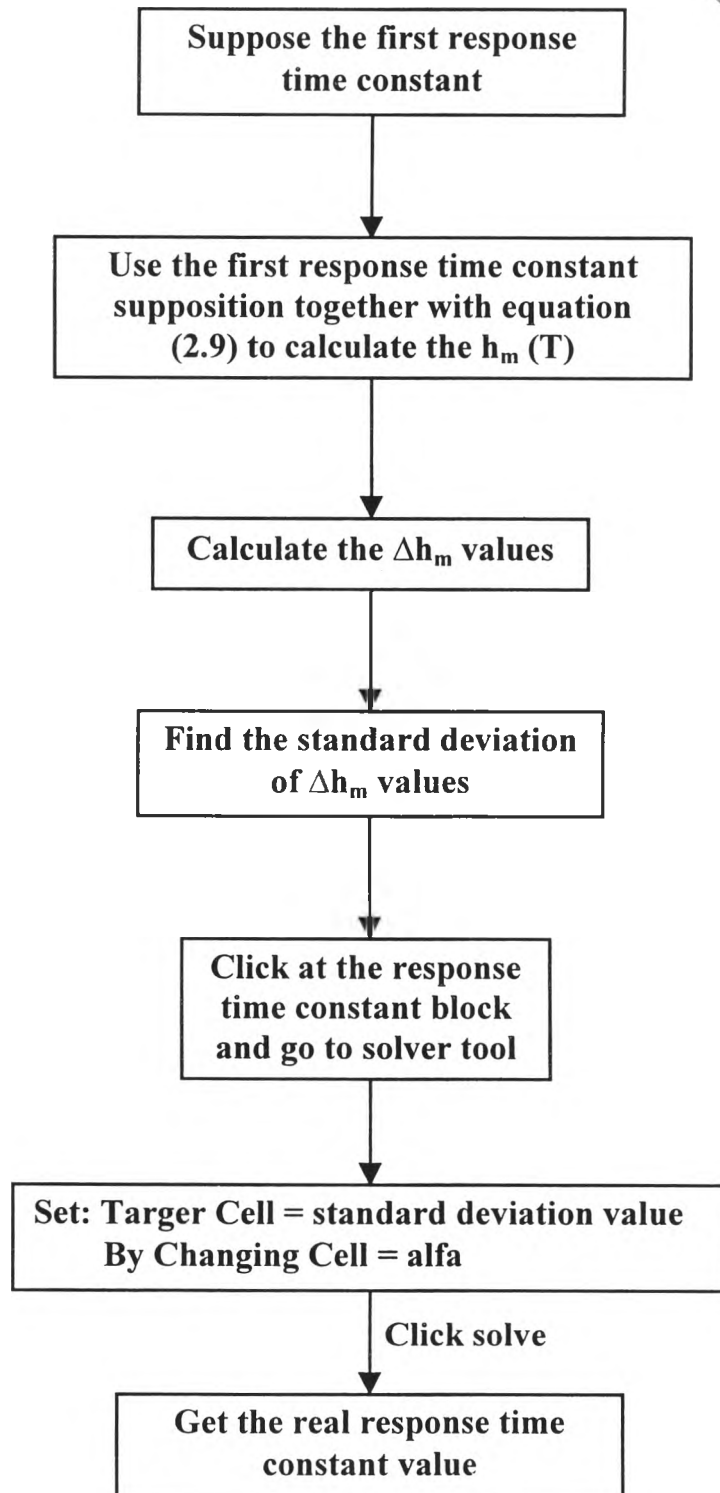 Suppose the first response
time constant
Use the first response time constant
supposition together with equation
(2.9) to calculate the hₘ (T)
Calculate the Δhₘ values
Find the standard deviation
of Δhₘ values
Click at the response
time constant block
and go to solver tool
Set: Targer Cell = standard deviation value
By Changing Cell = alfa
Click solve
Get the real response time
constant value